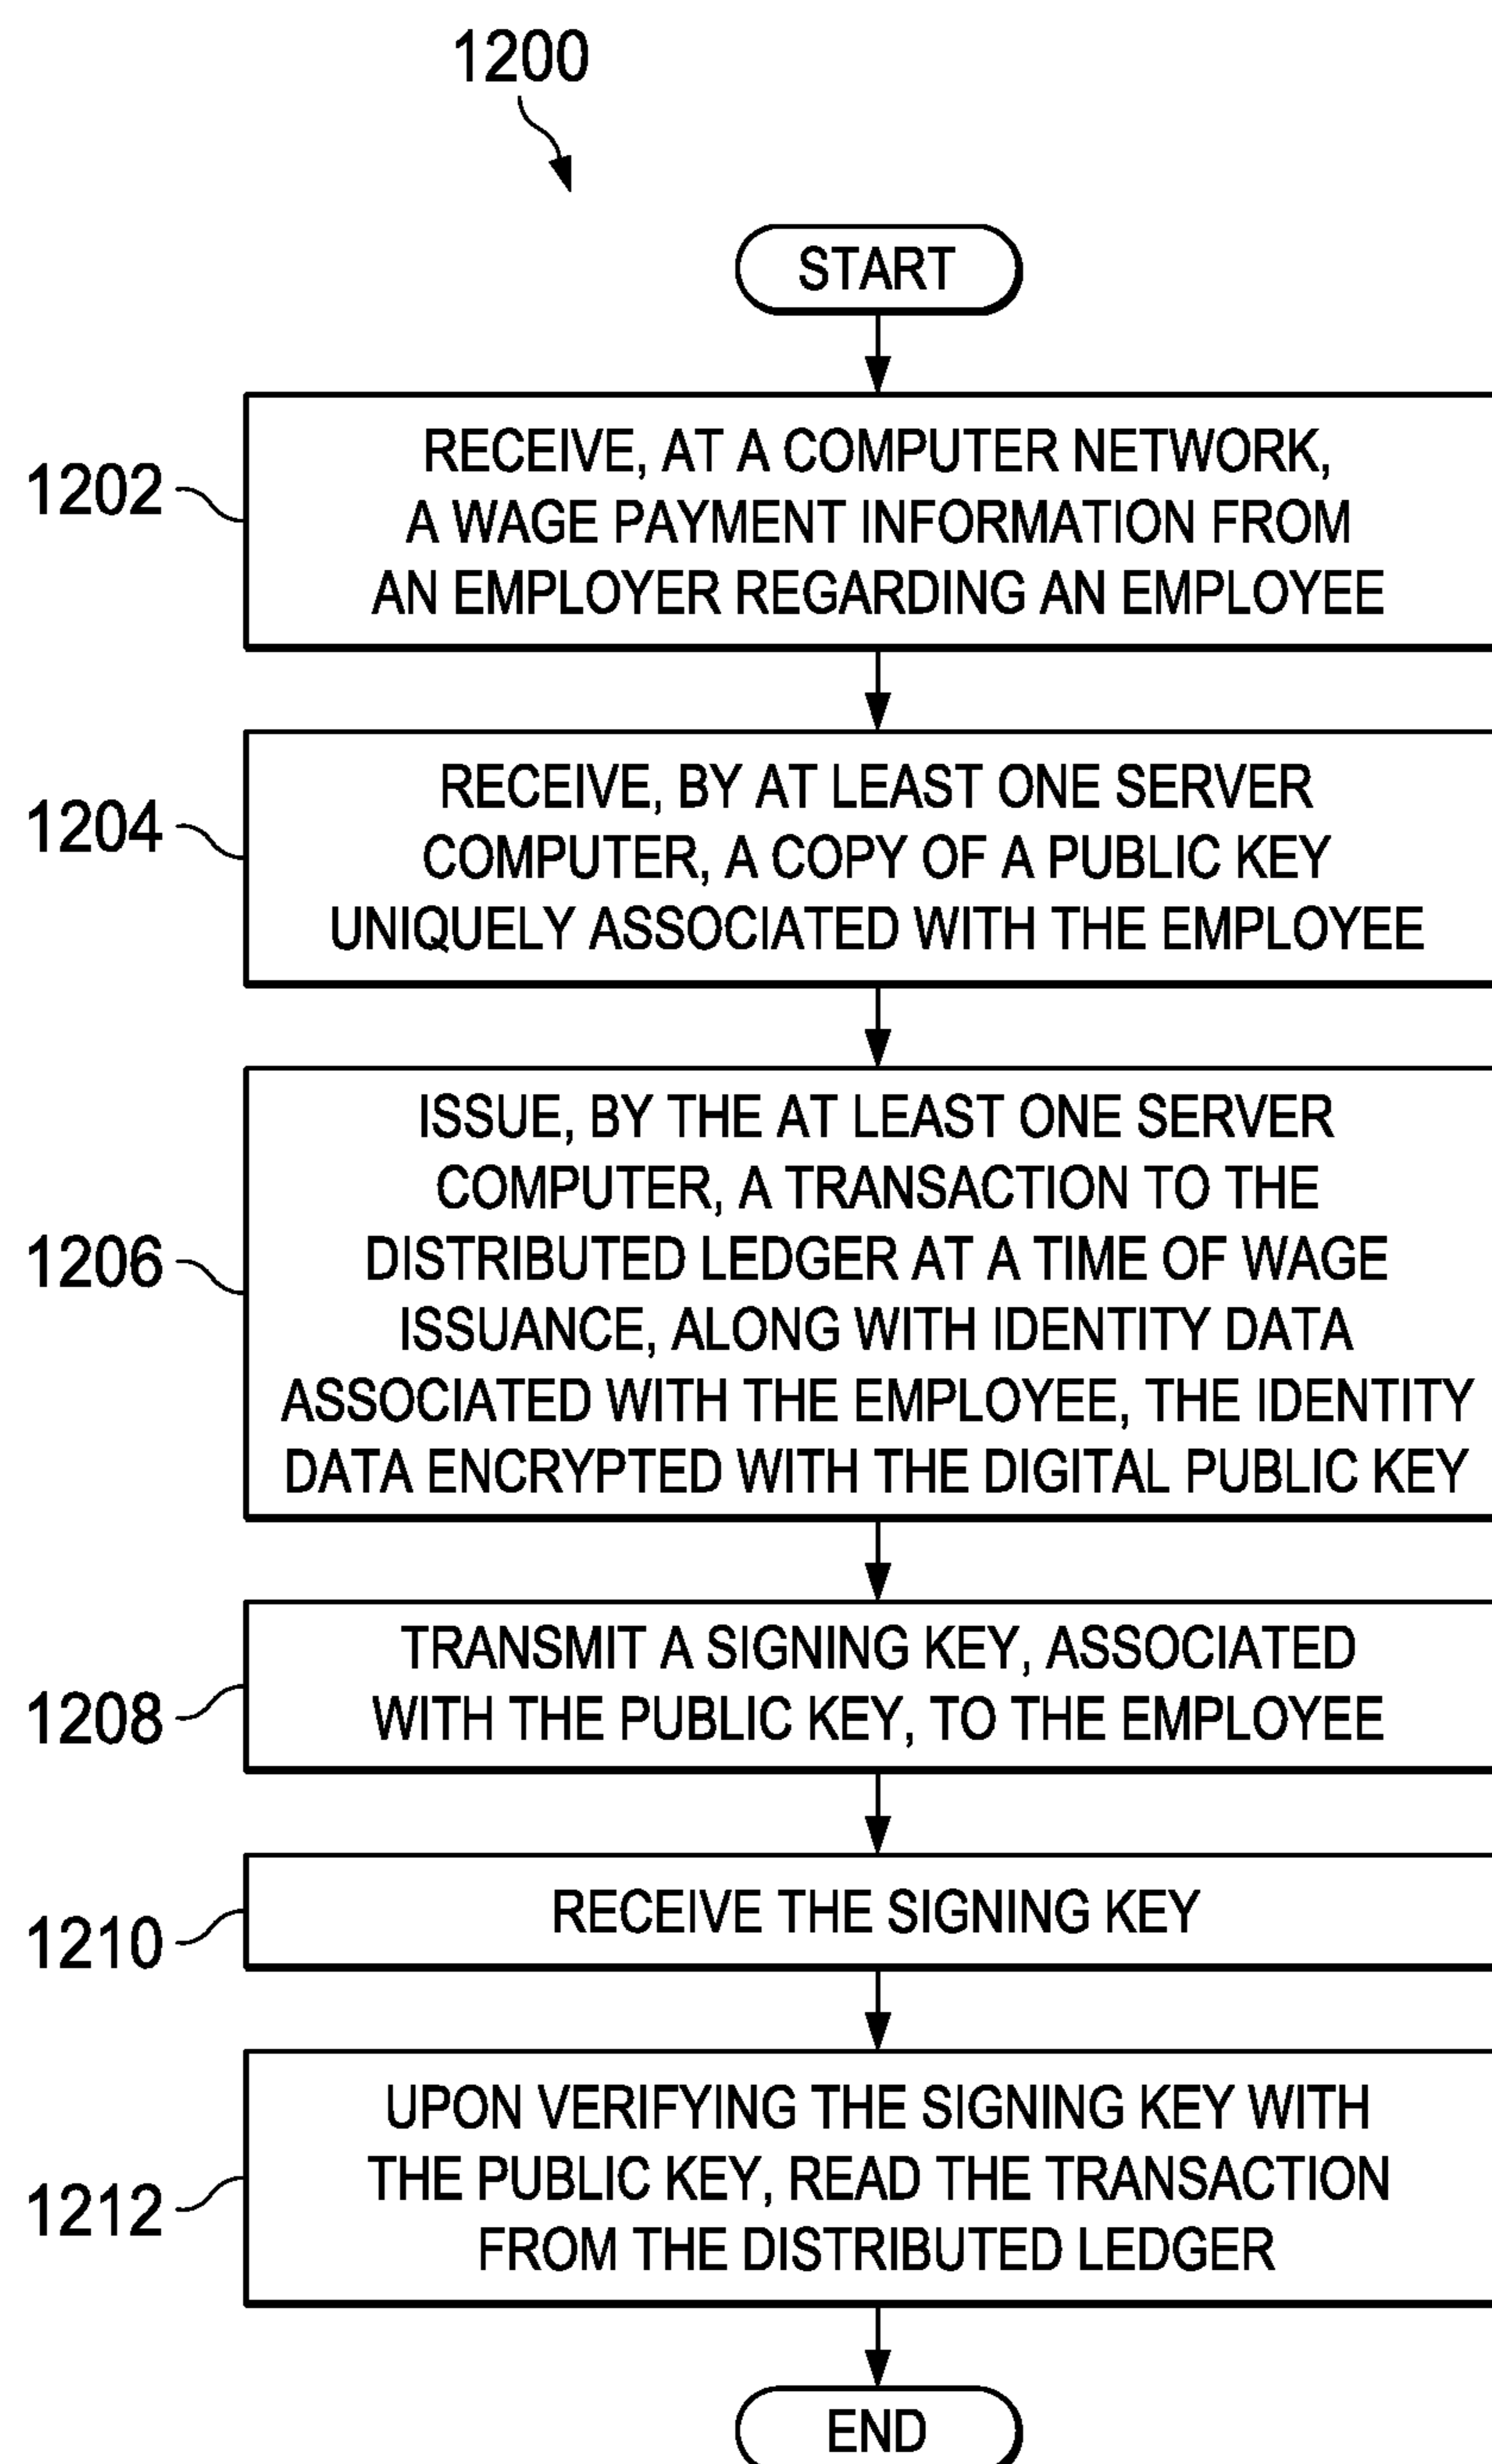 1200
START
1202
RECEIVE, AT A COMPUTER NETWORK,
A WAGE PAYMENT INFORMATION FROM
AN EMPLOYER REGARDING AN EMPLOYEE
1204
RECEIVE, BY AT LEAST ONE SERVER
COMPUTER, A COPY OF A PUBLIC KEY
UNIQUELY ASSOCIATED WITH THE EMPLOYEE
1206
ISSUE, BY THE AT LEAST ONE SERVER
COMPUTER, A TRANSACTION TO THE
DISTRIBUTED LEDGER AT A TIME OF WAGE
ISSUANCE, ALONG WITH IDENTITY DATA
ASSOCIATED WITH THE EMPLOYEE, THE IDENTITY
DATA ENCRYPTED WITH THE DIGITAL PUBLIC KEY
1208
TRANSMIT A SIGNING KEY, ASSOCIATED
WITH THE PUBLIC KEY, TO THE EMPLOYEE
1210
RECEIVE THE SIGNING KEY
1212
UPON VERIFYING THE SIGNING KEY WITH
THE PUBLIC KEY, READ THE TRANSACTION
FROM THE DISTRIBUTED LEDGER
END